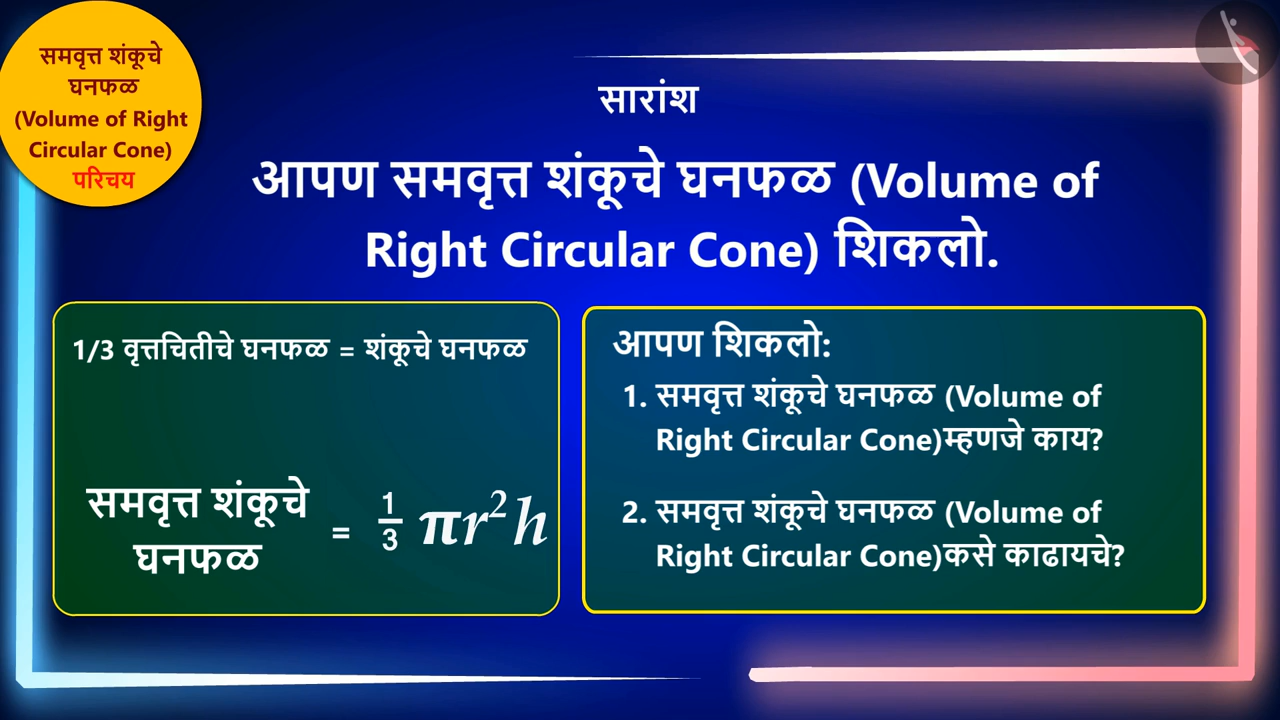 समवृत्त शंकूचे
घनफळ
(Volume of Right
Circular Cone)
परिचय
सारांश
आपण समवृत्त शंकूचे घनफळ (Volume of
Right Circular Cone) शिकलो.
1/3 वृत्तचितीचे घनफळ = शंकूचे घनफळ
समवृत्त शंकूचे
घनफळ = 1/3 πr²h
आपण शिकलो:
1. समवृत्त शंकूचे घनफळ (Volume of
Right Circular Cone)म्हणजे काय?
2. समवृत्त शंकूचे घनफळ (Volume of
Right Circular Cone)कसे काढायचे?